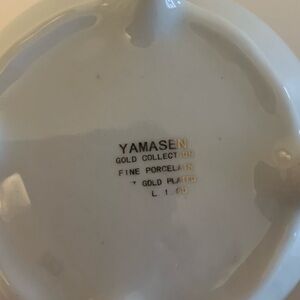 YAMASEN
GOLD COLLECTION
FINE PORCELAIN
GOLD PLATED